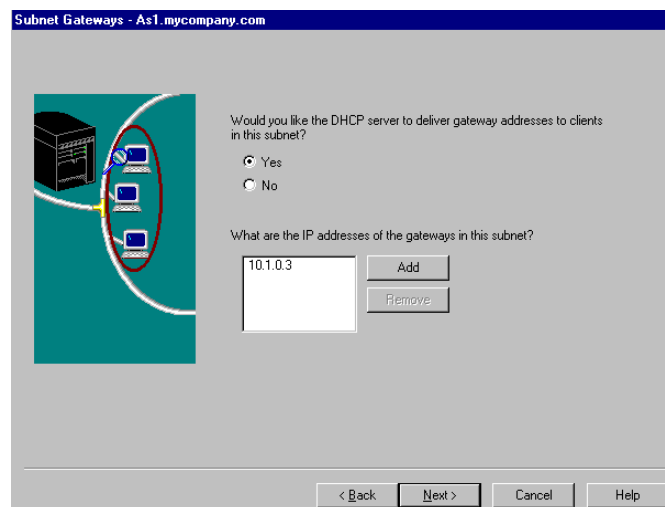 Subnet Gateways - As1.mycompany.com
Would you like the DHCP server to deliver gateway addresses to clients
in this subnet?
Yes
No
What are the IP addresses of the gateways in this subnet?
10.1.0.3
Add
Remove
< Back
Next >
Cancel
Help